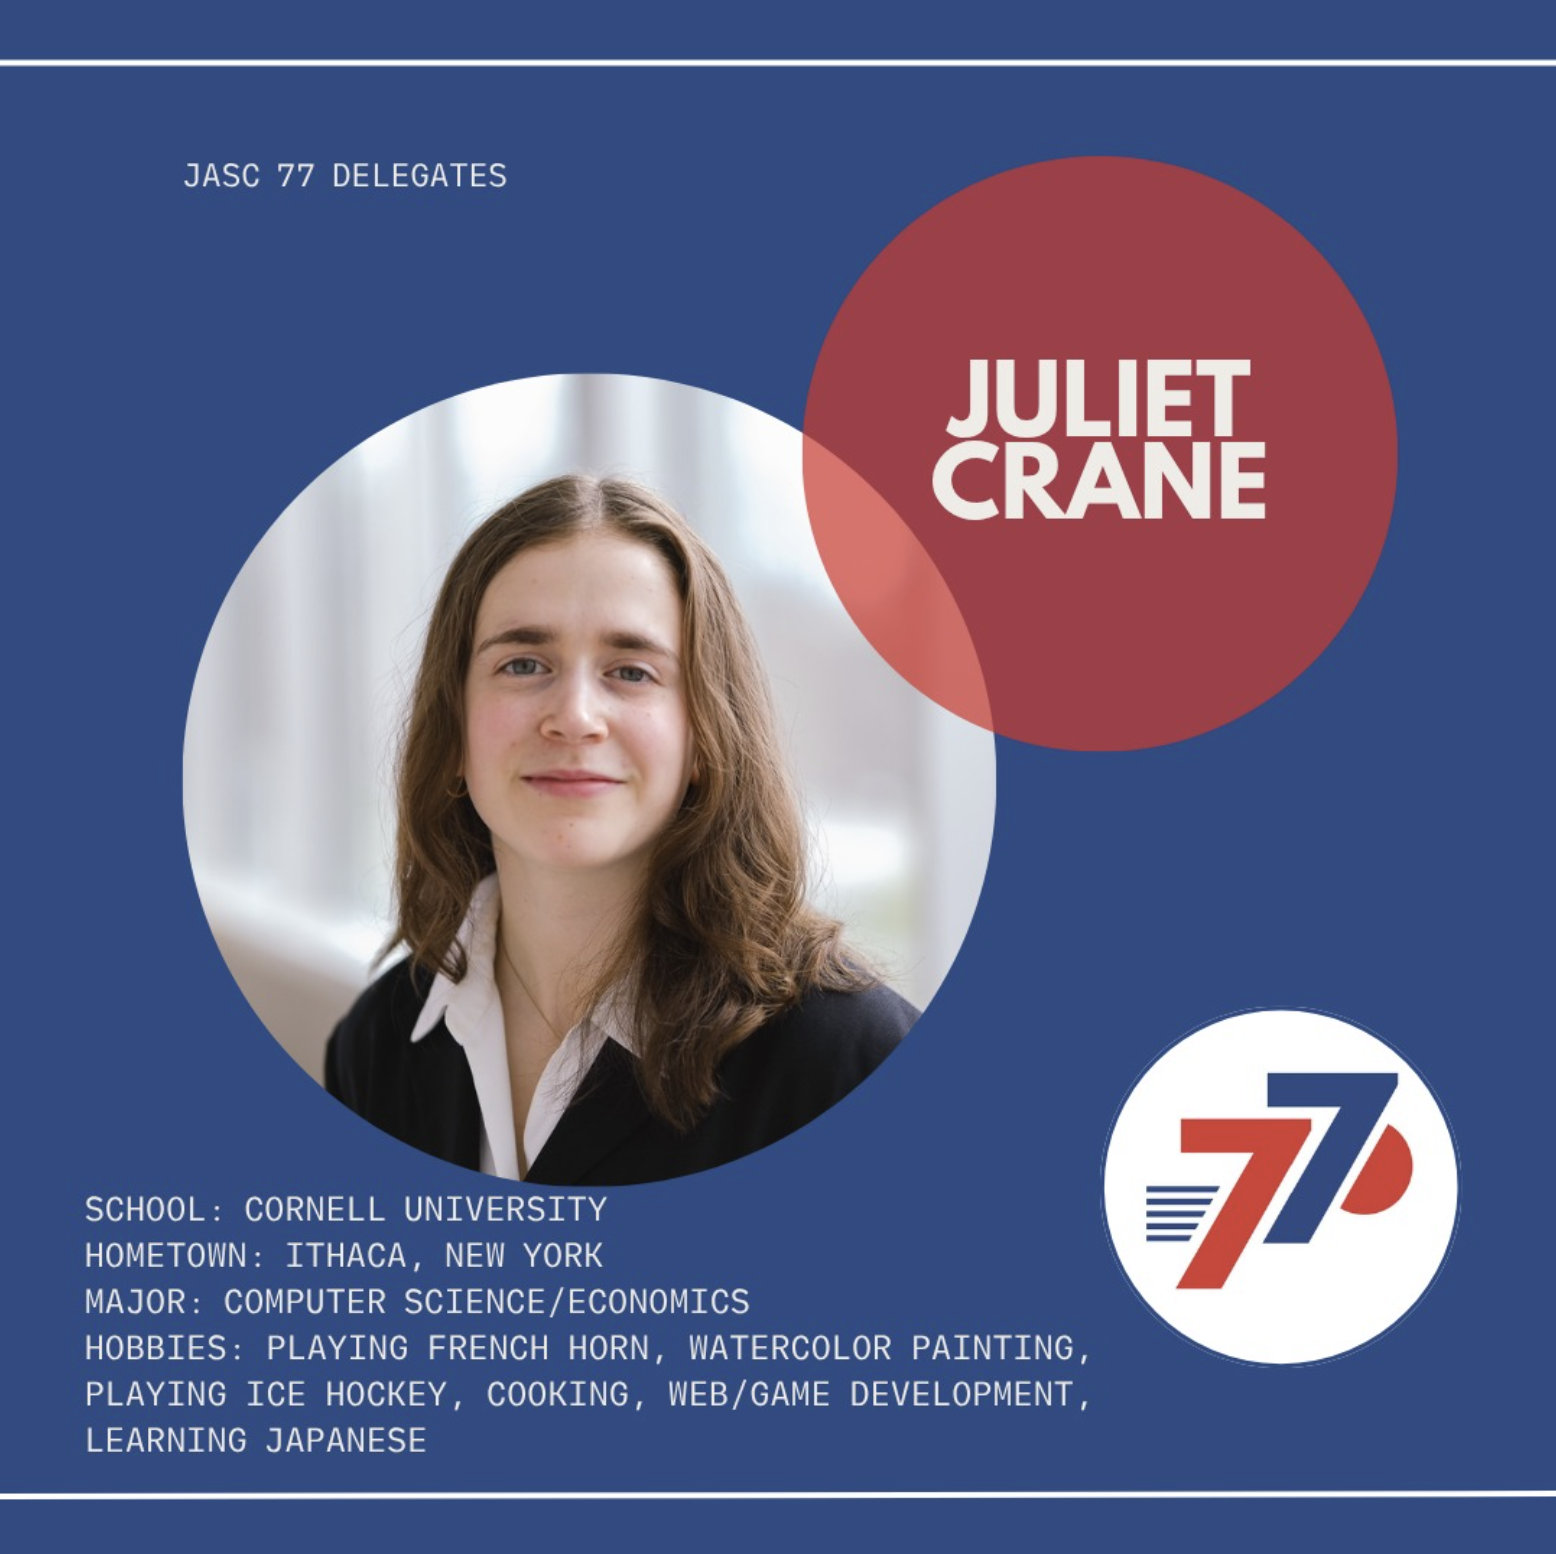 JASC 77 DELEGATES
JULIET
CRANE
77
SCHOOL: CORNELL UNIVERSITY
HOMETOWN: ITHACA, NEW YORK
MAJOR: COMPUTER SCIENCE/ECONOMICS
HOBBIES: PLAYING FRENCH HORN, WATERCOLOR PAINTING,
PLAYING ICE HOCKEY, COOKING, WEB/GAME DEVELOPMENT,
LEARNING JAPANESE